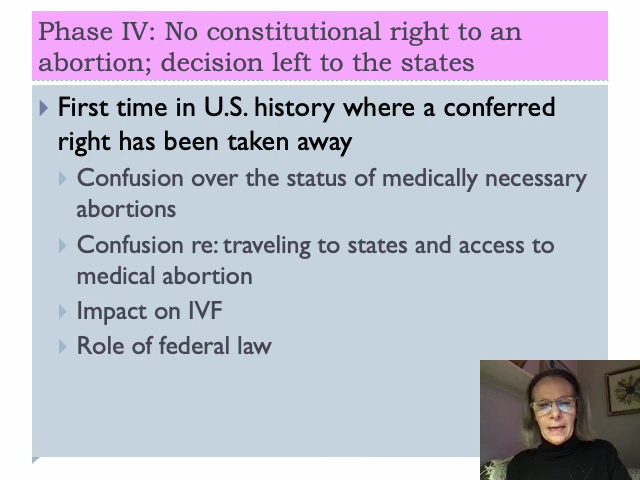 Phase IV: No constitutional right to an
abortion; decision left to the states
First time in U.S. history where a conferred
right has been taken away
Confusion over the status of medically necessary
abortions
Confusion re: traveling to states and access to
medical abortion
Impact on IVF
Role of federal law